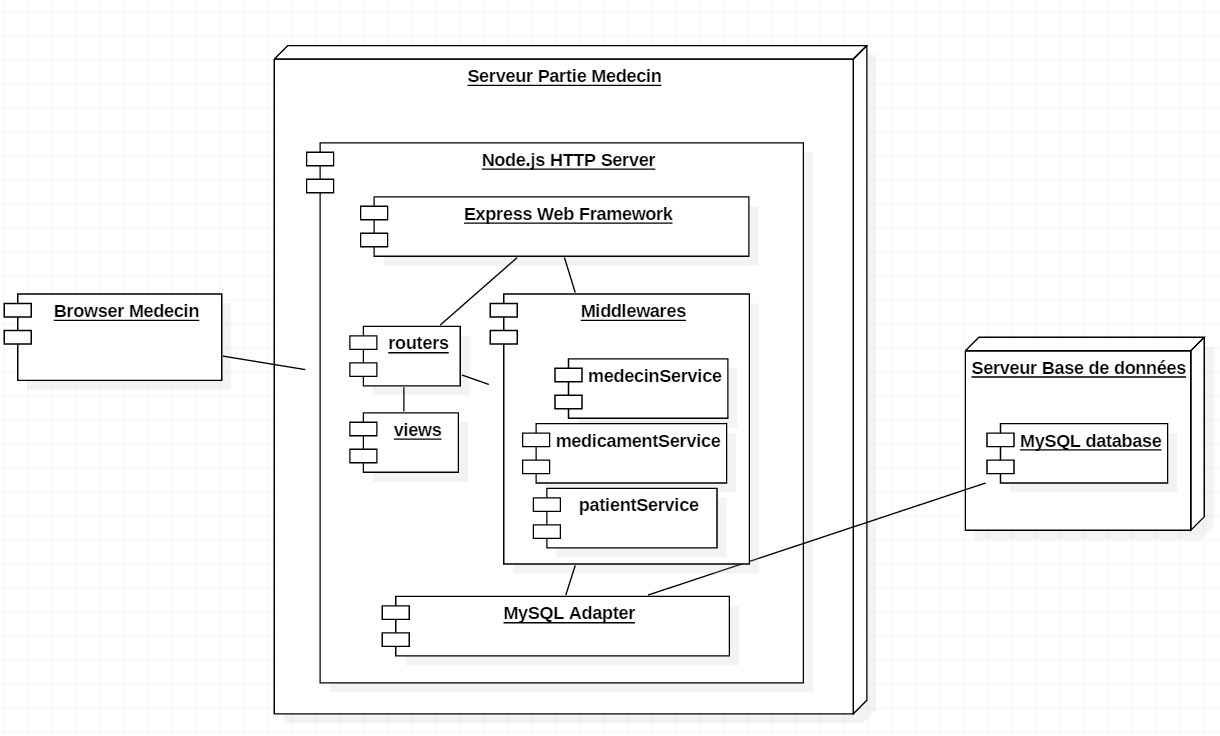 Serveur Partie Medecin
Node.js HTTP Server
Express Web Framework
Browser Medecin
Middlewares
routers
medecinService
views
medicamentService
patientService
MySQL Adapter
Serveur Base de données
MySQL database